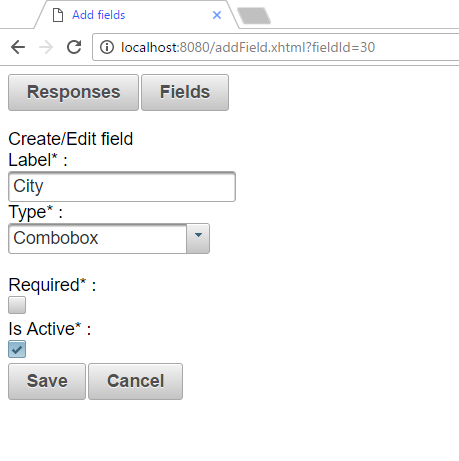 Add fields
localhost:8080/addField.xhtml?fieldId=30
Responses Fields
Create/Edit field
Label* :
City
Type* :
Combobox
Required* :
Is Active* :
Save Cancel